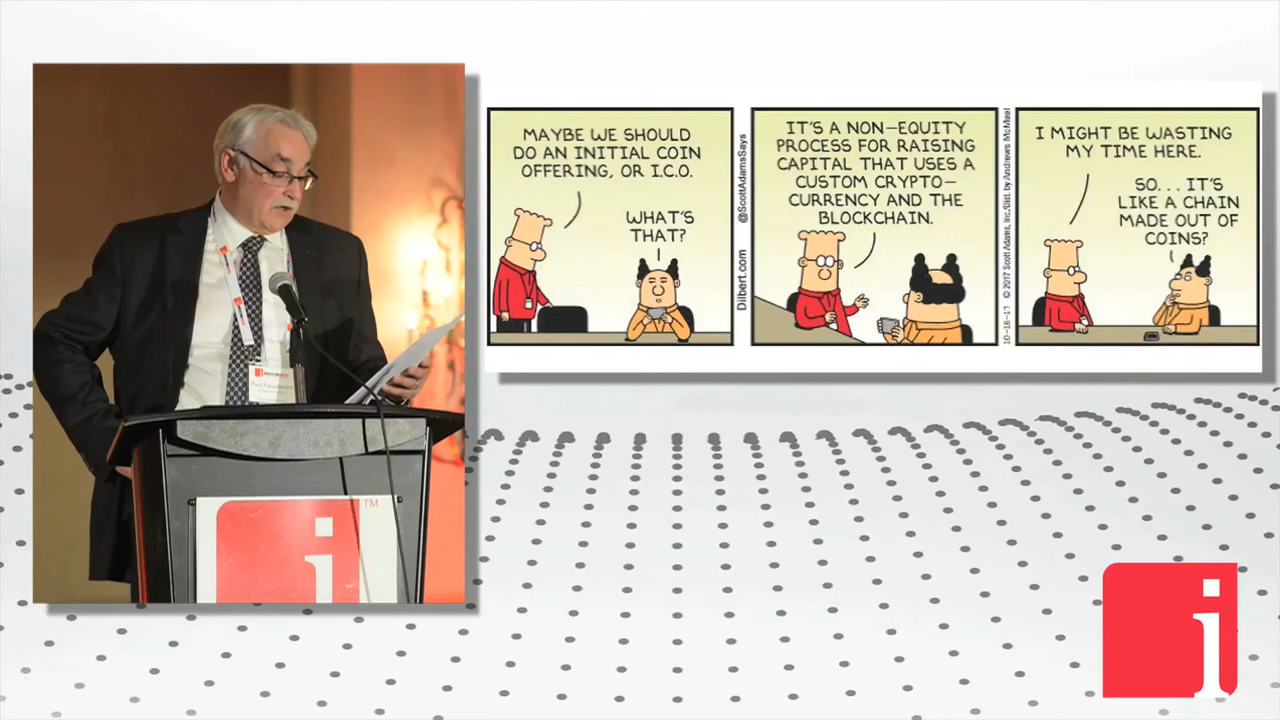 MAYBE WE SHOULD
DO AN INITIAL COIN
OFFERING, OR I.C.O.
WHAT'S
THAT?
Dilbert.com
@ScottAdamsSays
IT'S A NON-EQUITY
PROCESS FOR RAISING
CAPITAL THAT USES A
CUSTOM CRYPTO-
CURRENCY AND THE
BLOCKCHAIN.
10-16-17 © 2017 Scott Adams, Inc./Dist. by Andrews McMeel
I MIGHT BE WASTING
MY TIME HERE.
SO... IT'S
LIKE A CHAIN
MADE OUT OF
COINS?
Paul
i
TM
i